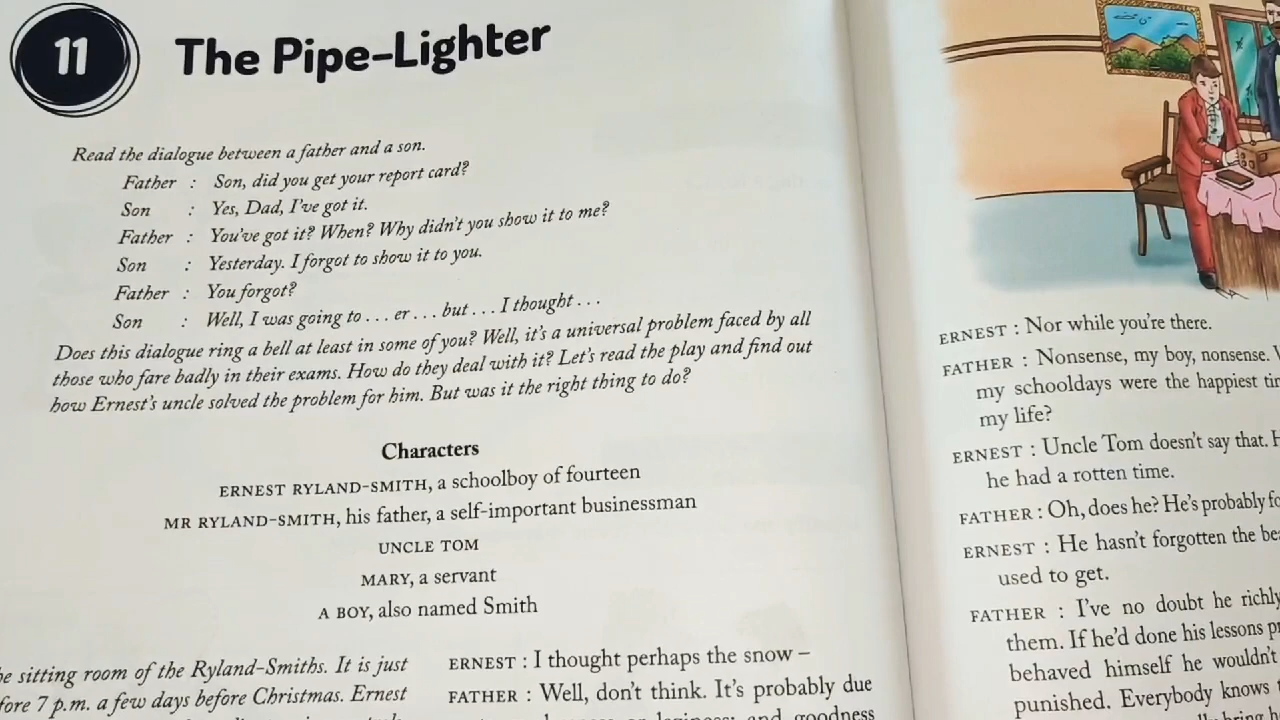 11
The Pipe-Lighter
Read the dialogue between a father and a son.
Father : Son, did you get your report card?
Son : Yes, Dad, I've got it.
Father : You've got it? When? Why didn't you show it to me?
Son : Yesterday. I forgot to show it to you.
Father : You forgot?
Son : Well, I was going to . . . er . . . but . . . I thought . . .
Does this dialogue ring a bell at least in some of you? Well, it's a universal problem faced by all
those who fare badly in their exams. How do they deal with it? Let's read the play and find out
how Ernest's uncle solved the problem for him. But was it the right thing to do?
Characters
ERNEST RYLAND-SMITH, a schoolboy of fourteen
MR RYLAND-SMITH, his father, a self-important businessman
UNCLE TOM
MARY, a servant
A BOY, also named Smith
sitting room of the Ryland-Smiths. It is just
7 p.m. a few days before Christmas. Ernest
ERNEST : I thought perhaps the snow –
FATHER : Well, don't think. It's probably due
and goodness
ERNEST : Nor while you're there.
FATHER : Nonsense, my boy, nonsense.
my schooldays were the happiest
my life?
ERNEST : Uncle Tom doesn't say that.
he had a rotten time.
FATHER : Oh, does he? He's probably
ERNEST : He hasn't forgotten the
used to get.
FATHER : I've no doubt he richly
them. If he'd done his lessons
behaved himself he wouldn't
punished. Everybody knows